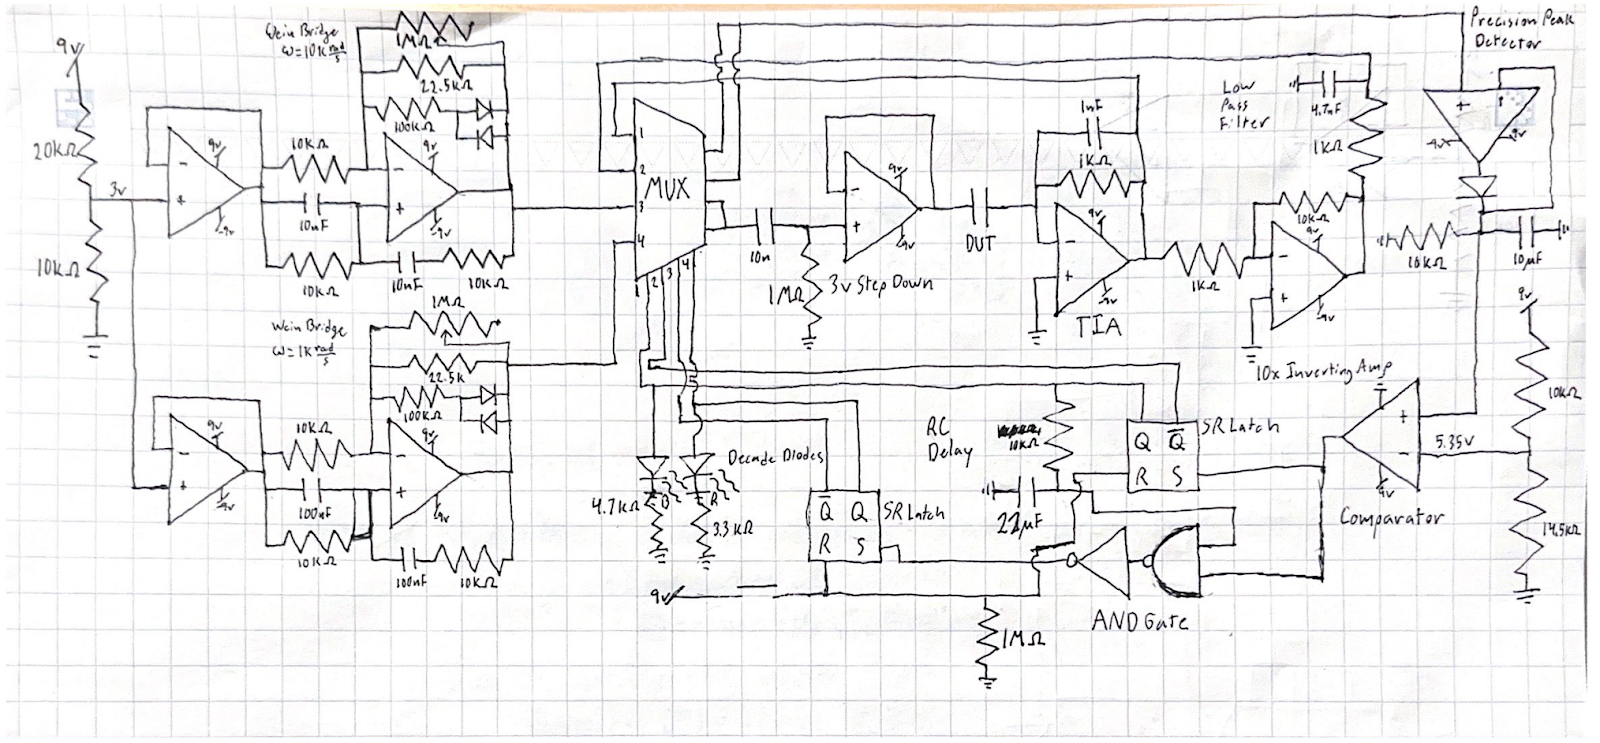 9v
20KΩ
3v
10KΩ
Wein Bridge
ω=10K rad/s
1MΩ
22.5KΩ
100KΩ
10KΩ
10nF
10KΩ
10nF
10KΩ
-
+
9v
-9v
-
+
9v
-9v
Wein Bridge
ω=1K rad/s
1MΩ
22.5K
100KΩ
10KΩ
100nF
10KΩ
100nF
10KΩ
-
+
9v
-9v
-
+
9v
-9v
MUX
1
2
3
4
1
2
3
4
10n
1MΩ
-
+
9v
-9v
3v Step Down
DUT
1nF
1KΩ
-
+
9v
-9v
TIA
1KΩ
10KΩ
-
+
9v
-9v
10x Inverting Amp
Low
Pass
Filter
4.7nF
1KΩ
Precision Peak
Detector
+
-
-9v
9v
10KΩ
10μF
9v
10KΩ
5.35v
14.5KΩ
+
-
9v
Comparator
SR Latch
Q Q̅
R S
RC
Delay
10KΩ
22μF
Decade Diodes
4.7KΩ
B
R
3.3KΩ
Q̅ Q
R S
SR Latch
9v
1MΩ
AND Gate